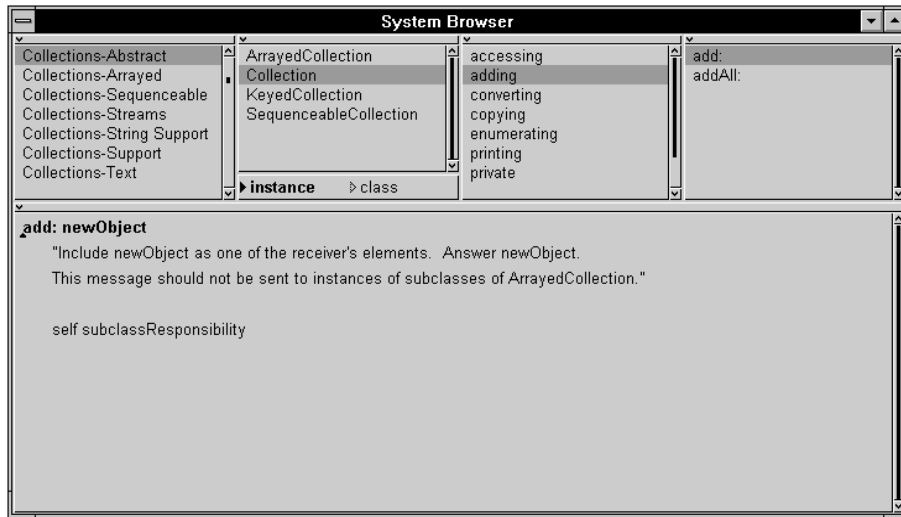 System Browser
Collections-Abstract
Collections-Arrayed
Collections-Sequenceable
Collections-Streams
Collections-String Support
Collections-Support
Collections-Text
ArrayedCollection
Collection
KeyedCollection
SequenceableCollection
instance class
accessing
adding
converting
copying
enumerating
printing
private
add:
addAll:
add: newObject
"Include newObject as one of the receiver's elements. Answer newObject.
This message should not be sent to instances of subclasses of ArrayedCollection."
self subclassResponsibility